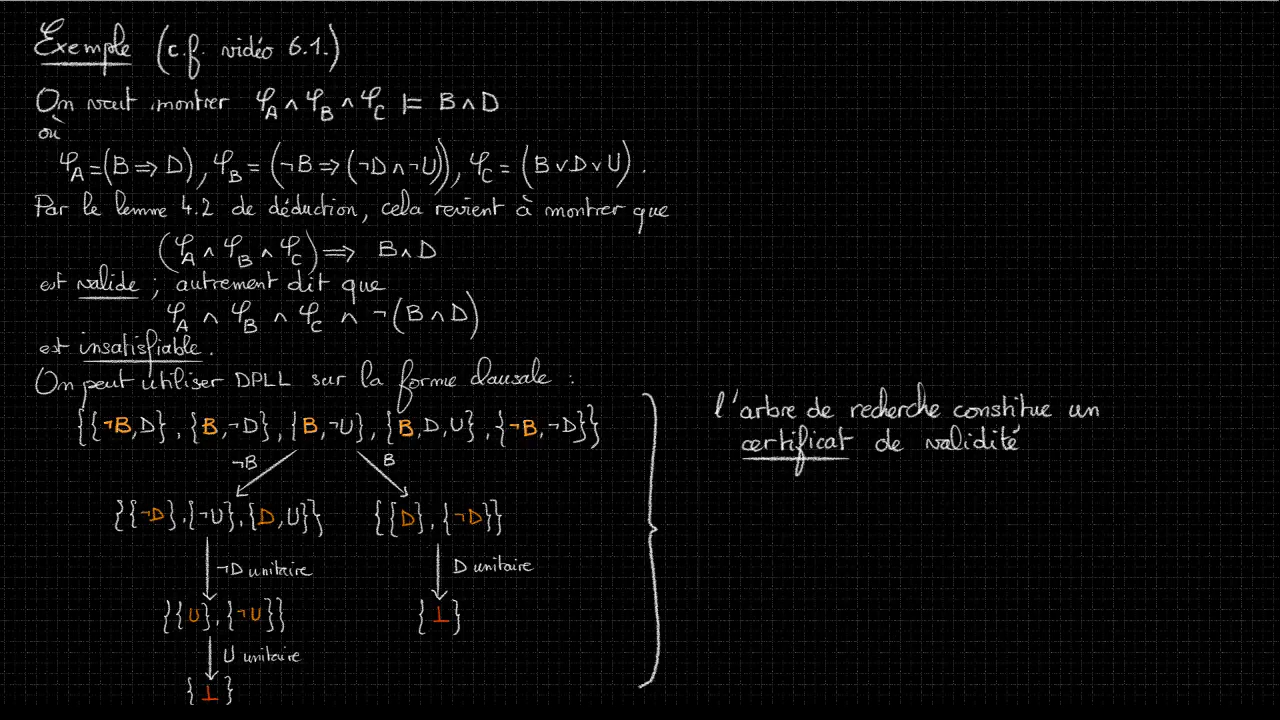 Exemple (c.f. vidéo 6.1.)
On veut montrer φ_A ∧ φ_B ∧ φ_C ⊨ B ∧ D
où
φ_A = (B ⇒ D), φ_B = (¬B ⇒ (¬D ∧ ¬U)), φ_C = (B ∨ D ∨ U).
Par le lemme 4.2 de déduction, cela revient à montrer que
(φ_A ∧ φ_B ∧ φ_C) ⇒ B ∧ D
est valide ; autrement dit que
φ_A ∧ φ_B ∧ φ_C ∧ ¬(B ∧ D)
est insatisfiable.
On peut utiliser DPLL sur la forme clausale :
{{¬B,D}, {B,¬D}, {B,¬U}, {B,D,U}, {¬B,¬D}}
¬B B
{{¬D},{¬U},{D,U}} {{D},{¬D}}
¬D unitaire D unitaire
{{U},{¬U}} {⊥}
U unitaire
{⊥}
l'arbre de recherche constitue un
certificat de validité